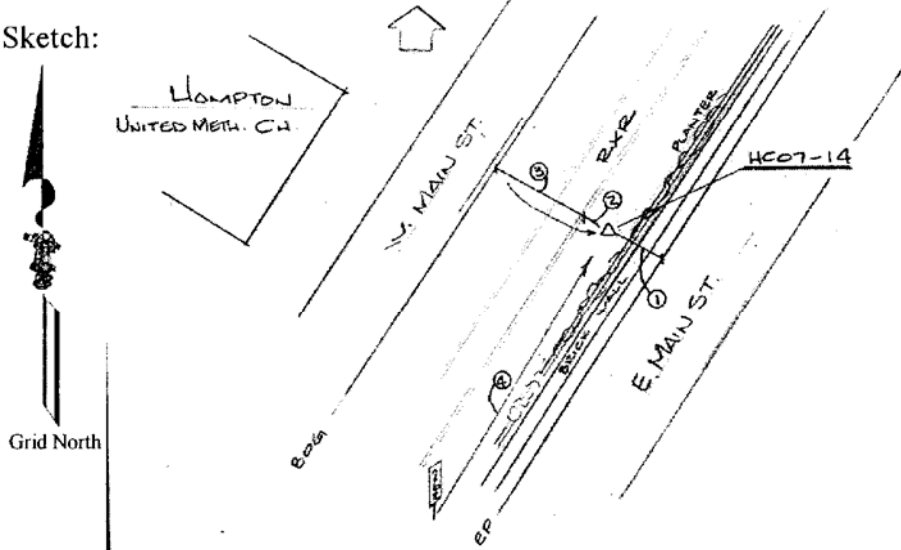 Sketch:
HOMPTON
UNITED METH. CH.
W. MAIN ST.
RXR
PLANTER
HC07-14
③
②
①
BRICK WALL
E. MAIN ST.
④
BOG
EP
Grid North